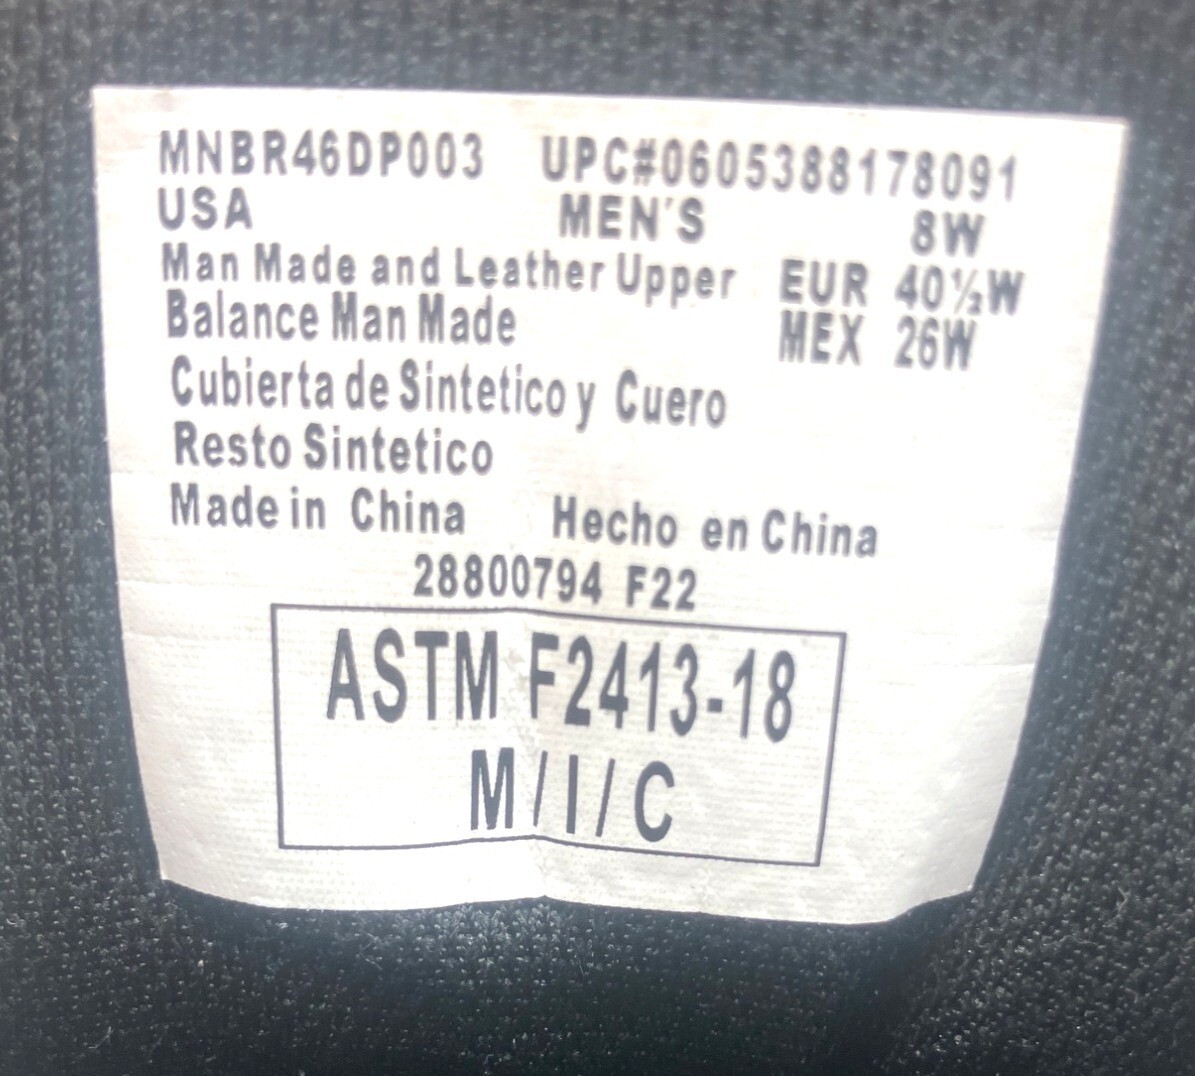 MNBR46DP003 UPC#0605388178091
USA MEN'S 8W
Man Made and Leather Upper EUR 40½W
Balance Man Made MEX 26W
Cubierta de Sintetico y Cuero
Resto Sintetico
Made in China Hecho en China
28800794 F22
ASTM F2413-18
M/I/C